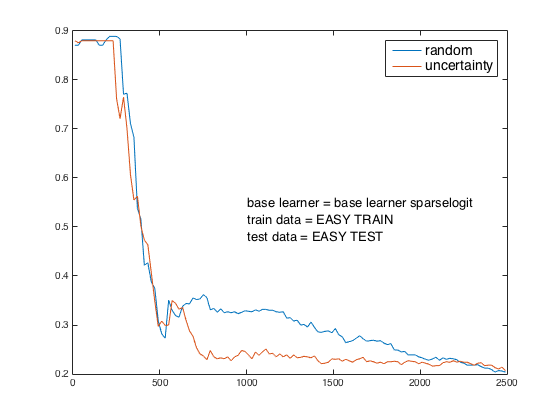 0.9
0.8
0.7
0.6
0.5
0.4
0.3
0.2
0
500
1000
1500
2000
2500
random
uncertainty
base learner = base learner sparselogit
train data = EASY TRAIN
test data = EASY TEST